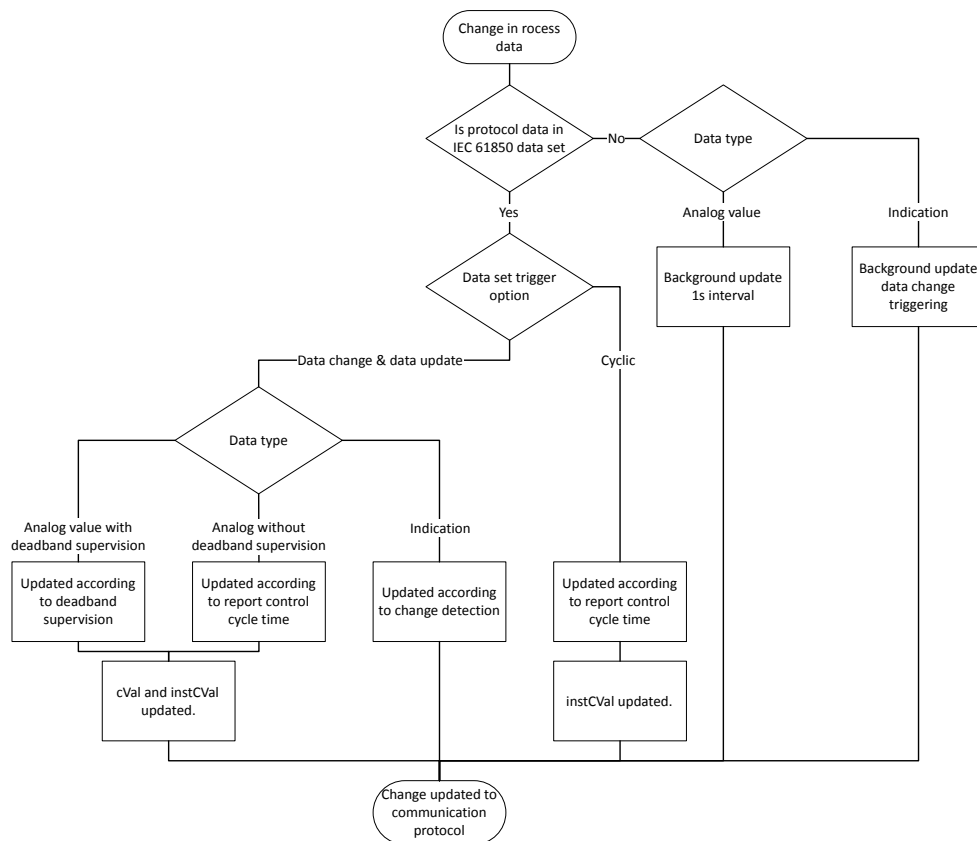 Change in rocess
data
Is protocol data in
IEC 61850 data set
No
Data type
Yes
Analog value
Indication
Data set trigger
option
Background update
1s interval
Background update
data change
triggering
Data change & data update
Cyclic
Data type
Analog value with
deadband supervision
Analog without
deadband supervision
Indication
Updated according
to deadband
supervision
Updated according
to report control
cycle time
Updated according
to change detection
Updated according
to report control
cycle time
cVal and instCVal
updated.
instCVal updated.
Change updated to
communication
protocol